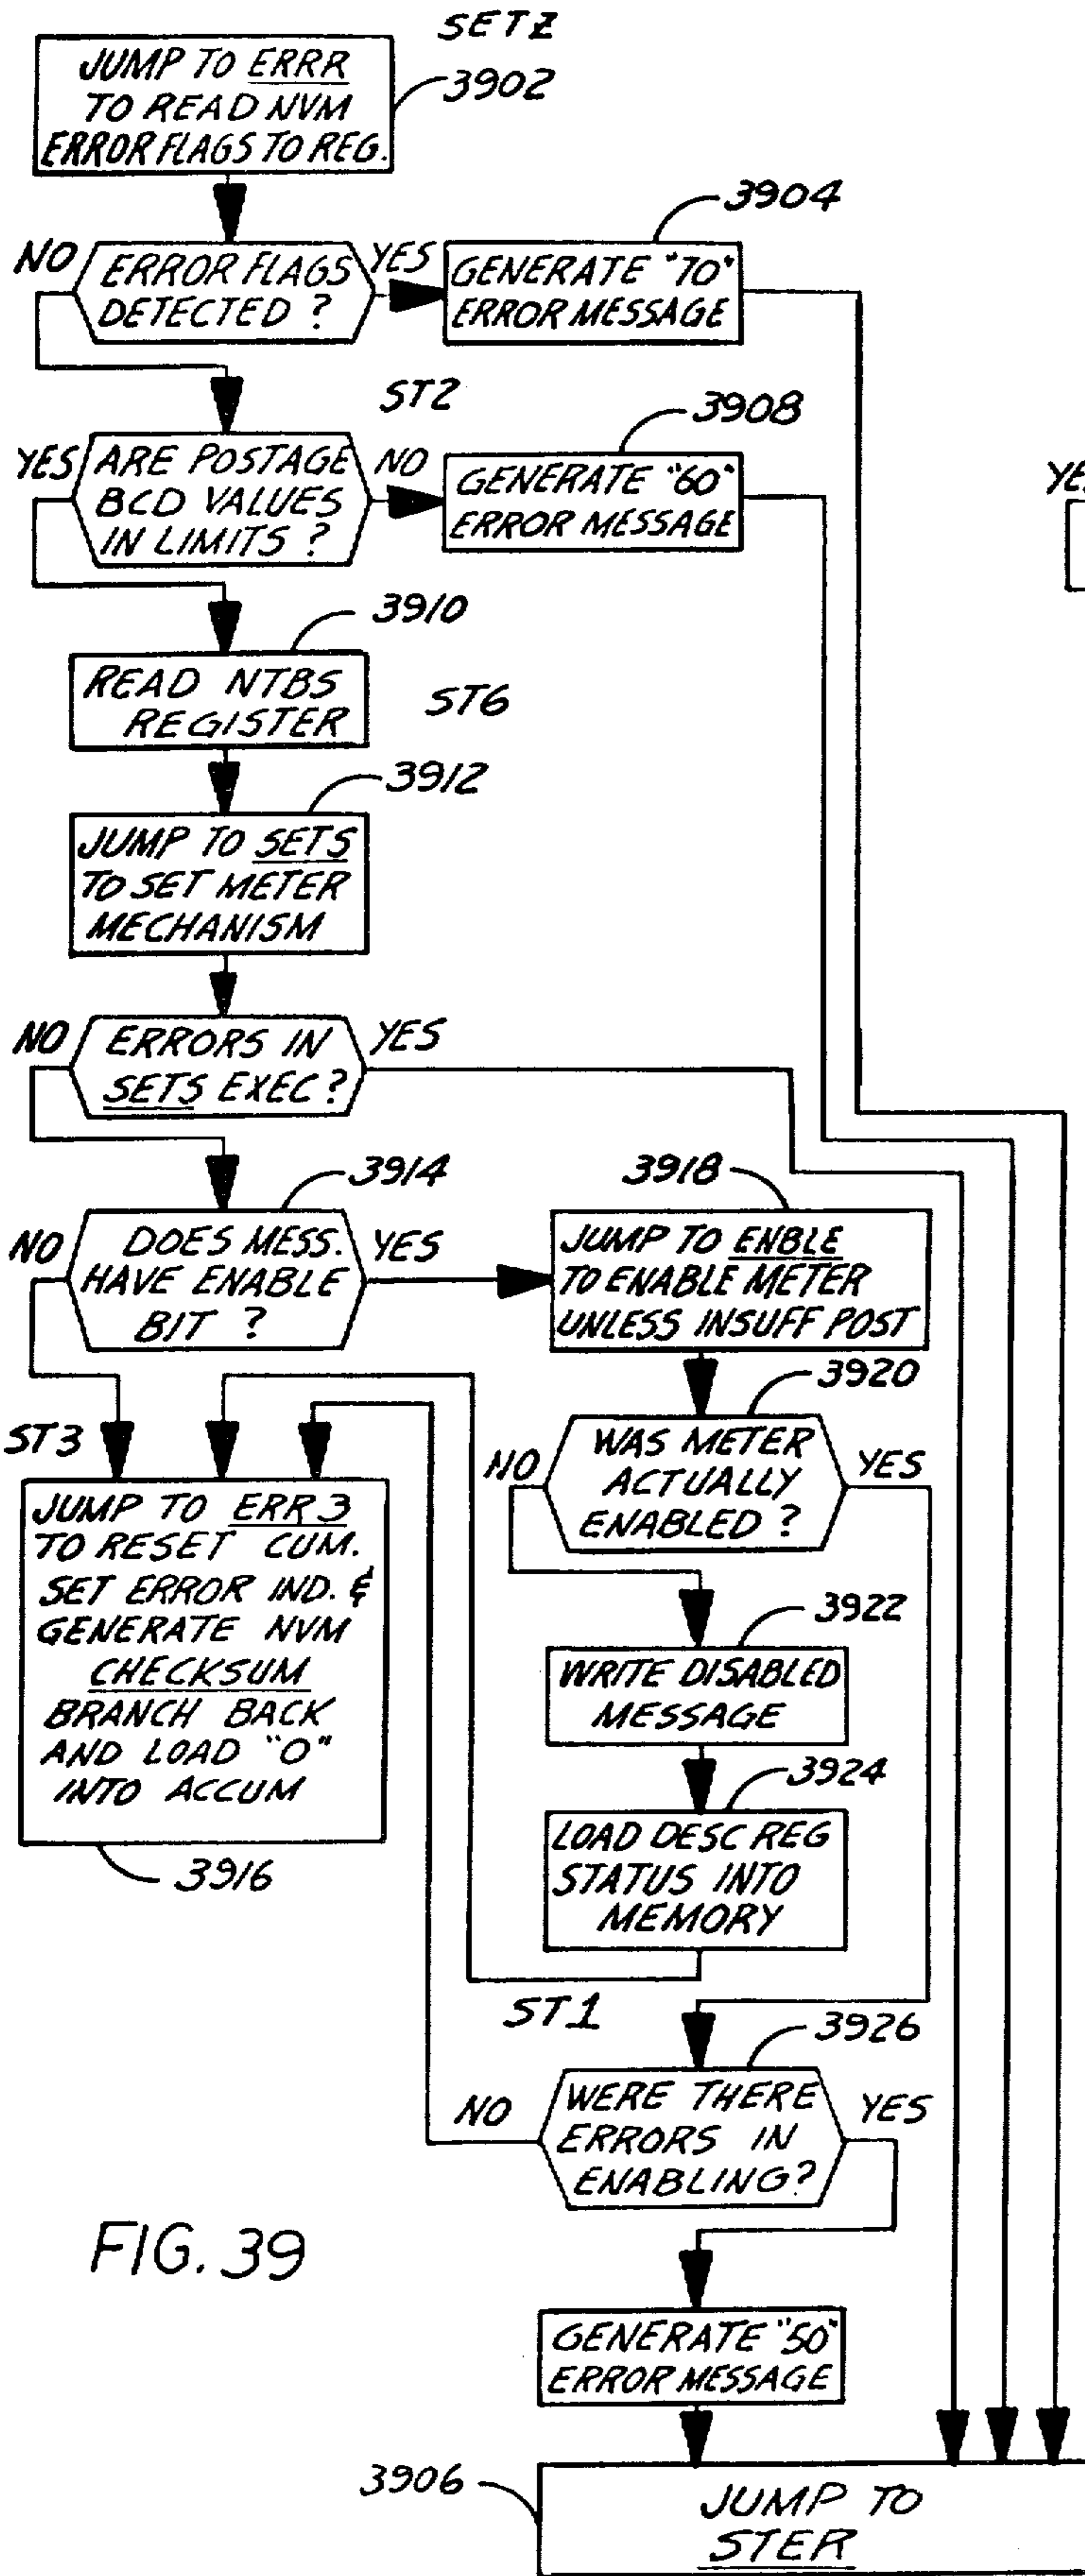 SETZ
JUMP TO ERRR
TO READ NVM
ERROR FLAGS TO REG.
3902
NO
ERROR FLAGS
DETECTED ?
YES
GENERATE "70"
ERROR MESSAGE
3904
ST2
YES
ARE POSTAGE
BCD VALUES
IN LIMITS ?
NO
GENERATE "60"
ERROR MESSAGE
3908
YES
3910
READ NTBS
REGISTER
ST6
3912
JUMP TO SETS
TO SET METER
MECHANISM
NO
ERRORS IN
SETS EXEC ?
YES
3914
NO
DOES MESS.
HAVE ENABLE
BIT ?
YES
3918
JUMP TO ENBLE
TO ENABLE METER
UNLESS INSUFF POST
3920
NO
WAS METER
ACTUALLY
ENABLED ?
YES
ST3
JUMP TO ERR 3
TO RESET CUM.
SET ERROR IND. &
GENERATE NVM
CHECKSUM
BRANCH BACK
AND LOAD "0"
INTO ACCUM
3916
3922
WRITE DISABLED
MESSAGE
3924
LOAD DESC REG
STATUS INTO
MEMORY
ST1
3926
NO
WERE THERE
ERRORS IN
ENABLING?
YES
FIG. 39
GENERATE "50"
ERROR MESSAGE
3906
JUMP TO
STER